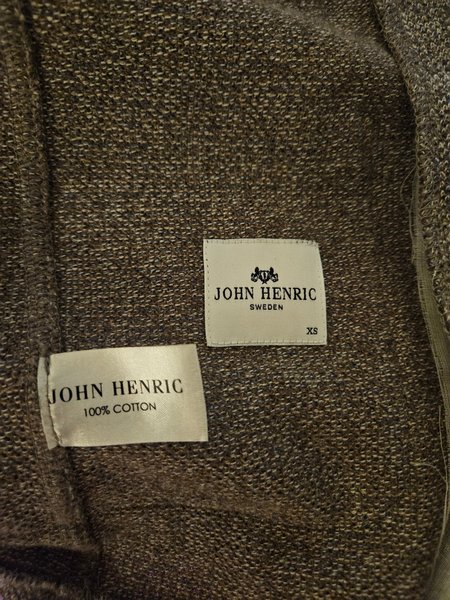 JOHN HENRIC
SWEDEN
XS
JOHN HENRIC
100% COTTON